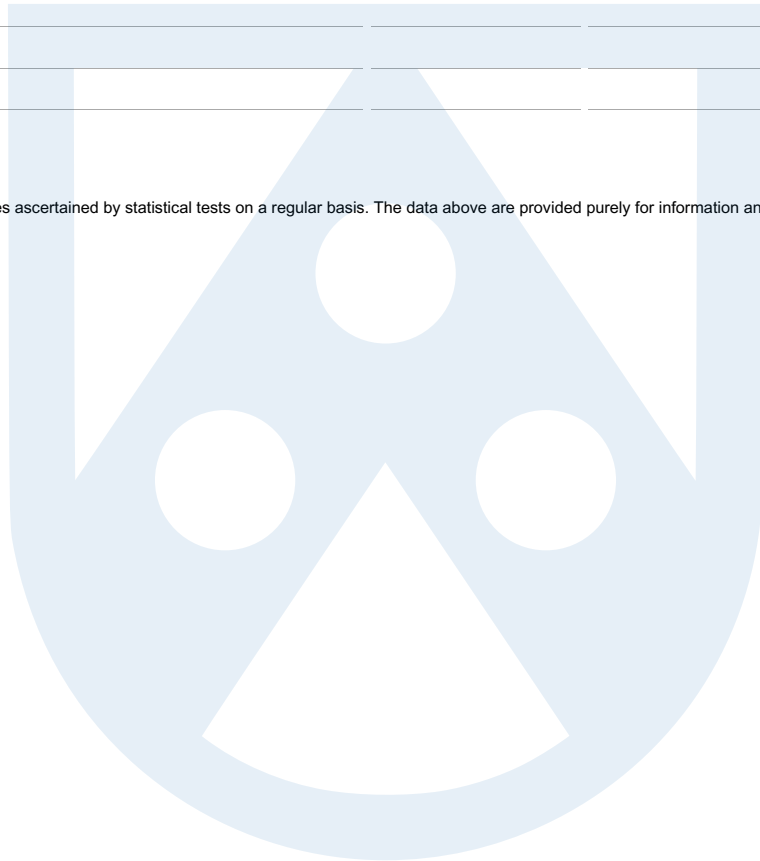 es ascertained by statistical tests on a regular basis. The data above are provided purely for information an